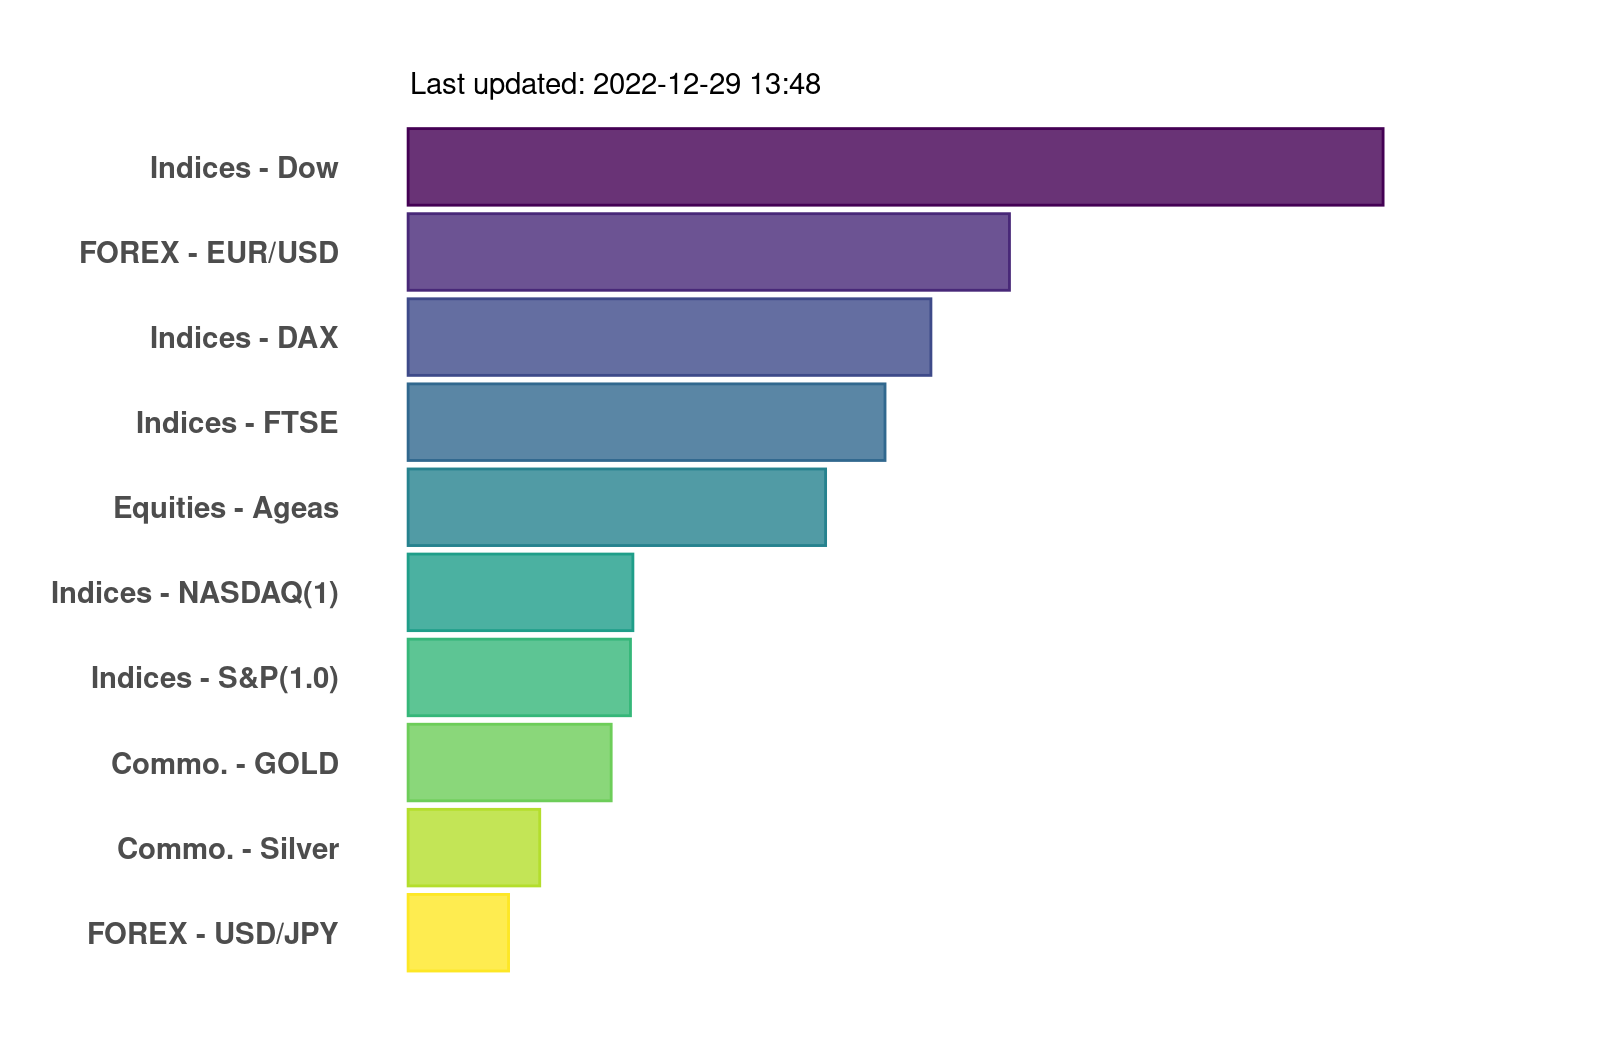 Last updated: 2022-12-29 13:48
Indices - Dow
FOREX - EUR/USD
Indices - DAX
Indices - FTSE
Equities - Ageas
Indices - NASDAQ(1)
Indices - S&P(1.0)
Commo. - GOLD
Commo. - Silver
FOREX - USD/JPY